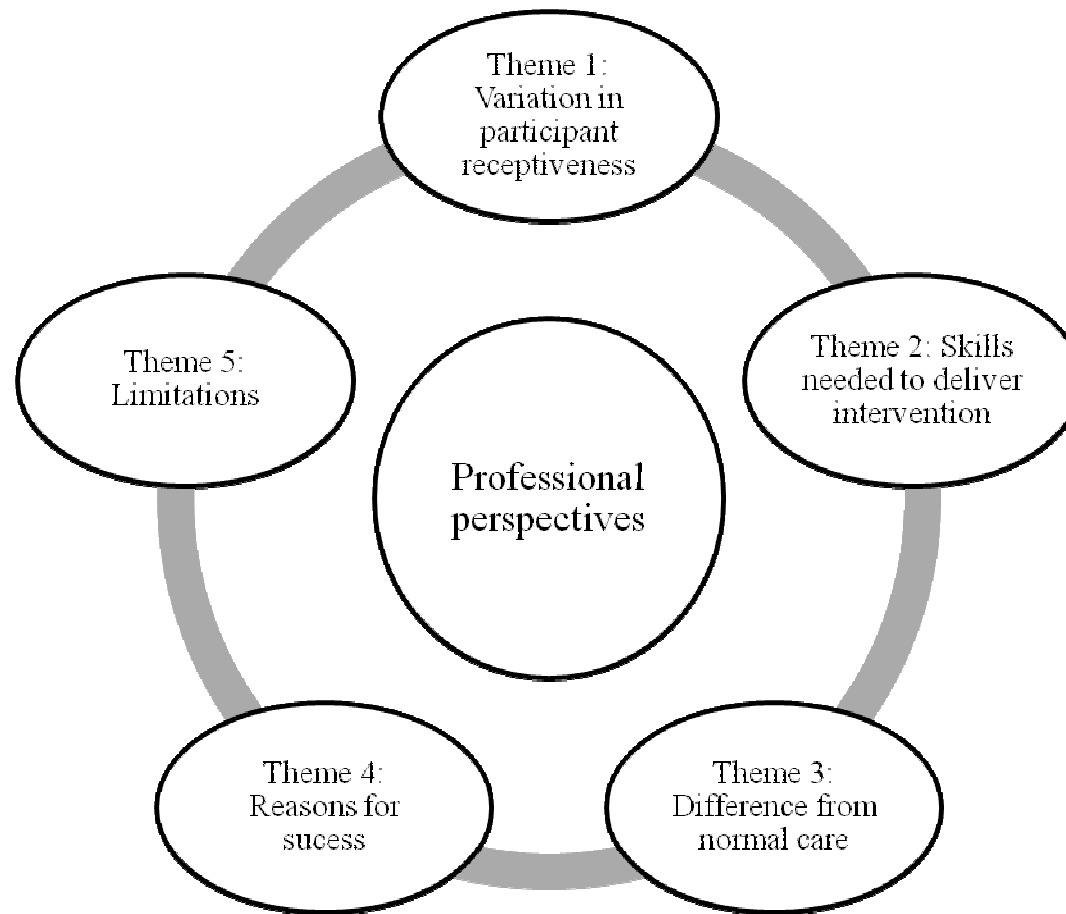 Theme 1:
Variation in
participant
receptiveness
Theme 2: Skills
needed to deliver
intervention
Theme 3:
Difference from
normal care
Theme 4:
Reasons for
sucess
Theme 5:
Limitations
Professional
perspectives